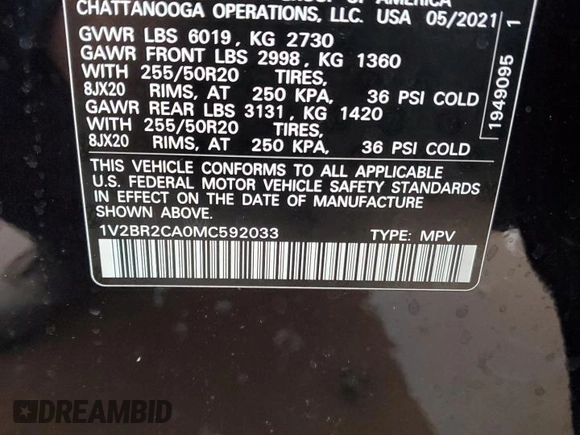 OF AMERICA
CHATTANOOGA OPERATIONS, LLC. USA 05/2021
GVWR LBS 6019, KG 2730
GAWR FRONT LBS 2998, KG 1360
WITH 255/50R20 TIRES,
8JX20 RIMS, AT 250 KPA, 36 PSI COLD
GAWR REAR LBS 3131, KG 1420
WITH 255/50R20 TIRES,
8JX20 RIMS, AT 250 KPA, 36 PSI COLD
THIS VEHICLE CONFORMS TO ALL APPLICABLE
U.S. FEDERAL MOTOR VEHICLE SAFETY STANDARDS
IN EFFECT ON THE DATE OF MANUFACTURE
SHOWN ABOVE.
1V2BR2CA0MC592033 TYPE: MPV
1949095 1
DREAMBID